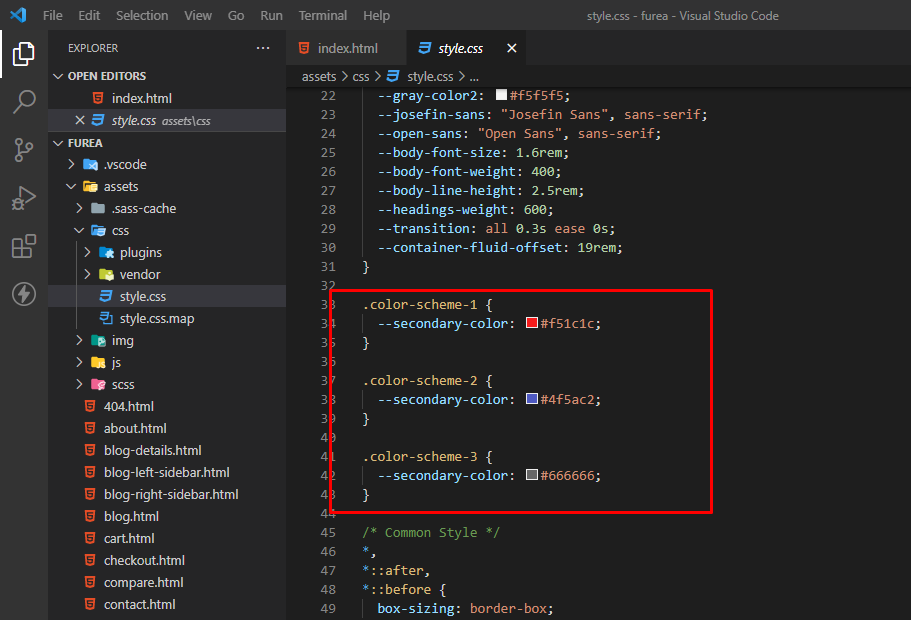 File Edit Selection View Go Run Terminal Help style.css - furea - Visual Studio Code
EXPLORER ···
OPEN EDITORS
index.html
style.css assets\css
FUREA
.vscode
assets
.sass-cache
css
plugins
vendor
style.css
style.css.map
img
js
scss
404.html
about.html
blog-details.html
blog-left-sidebar.html
blog-right-sidebar.html
blog.html
cart.html
checkout.html
compare.html
contact.html
index.html style.css
assets > css > style.css > ...
22 --gray-color2: #f5f5f5;
23 --josefin-sans: "Josefin Sans", sans-serif;
24 --open-sans: "Open Sans", sans-serif;
25 --body-font-size: 1.6rem;
26 --body-font-weight: 400;
27 --body-line-height: 2.5rem;
28 --headings-weight: 600;
29 --transition: all 0.3s ease 0s;
30 --container-fluid-offset: 19rem;
31 }
32
33 .color-scheme-1 {
34 --secondary-color: #f51c1c;
35 }
36
37 .color-scheme-2 {
38 --secondary-color: #4f5ac2;
39 }
40
41 .color-scheme-3 {
42 --secondary-color: #666666;
43 }
44
45 /* Common Style */
46 *,
47 *::after,
48 *::before {
49 box-sizing: border-box;